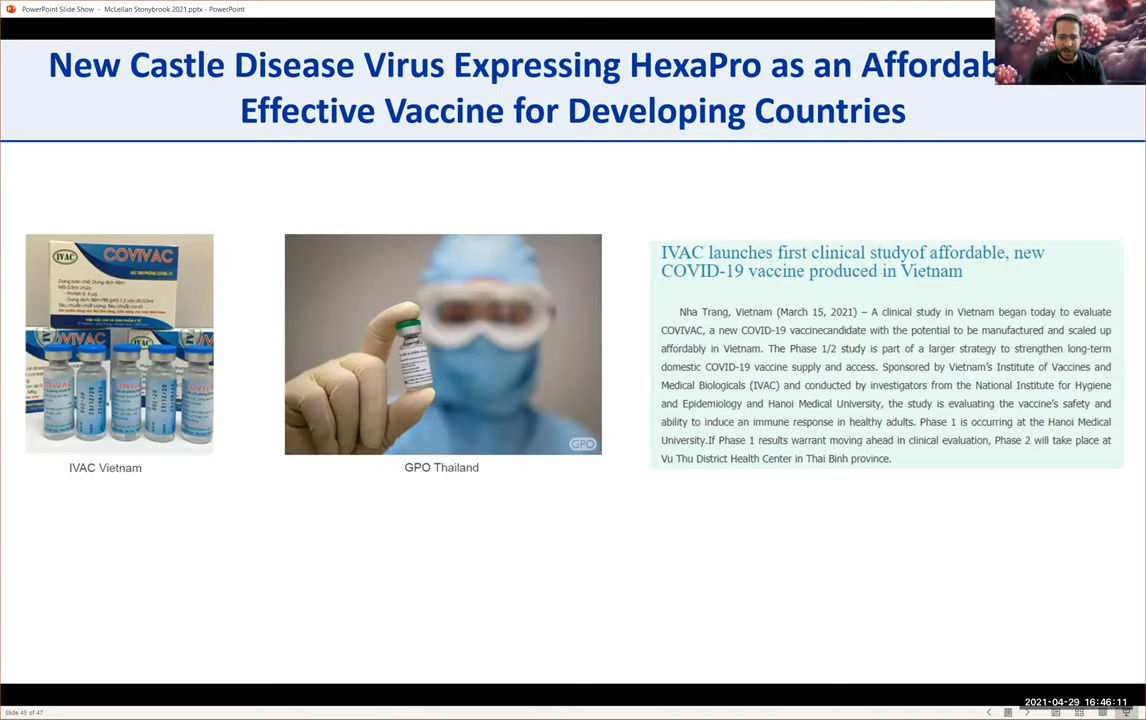 PowerPoint Slide Show - McLellan Stonybrook 2021.pptx - PowerPoint
New Castle Disease Virus Expressing HexaPro as an
Effective Vaccine for Developing Countries
IVAC
COVIVAC
Dạng bào chế: Dung dịch tiêm
IVAC Vietnam
GPO
GPO Thailand
IVAC launches first clinical studyof affordable, new
COVID-19 vaccine produced in Vietnam
Nha Trang, Vietnam (March 15, 2021) – A clinical study in Vietnam began today to evaluate
COVIVAC, a new COVID-19 vaccinecandidate with the potential to be manufactured and scaled up
affordably in Vietnam. The Phase 1/2 study is part of a larger strategy to strengthen long-term
domestic COVID-19 vaccine supply and access. Sponsored by Vietnam's Institute of Vaccines and
Medical Biologicals (IVAC) and conducted by investigators from the National Institute for Hygiene
and Epidemiology and Hanoi Medical University, the study is evaluating the vaccine's safety and
ability to induce an immune response in healthy adults. Phase 1 is occurring at the Hanoi Medical
University.If Phase 1 results warrant moving ahead in clinical evaluation, Phase 2 will take place at
Vu Thu District Health Center in Thai Binh province.
2021-04-29 16:46:11
Slide 45 of 47